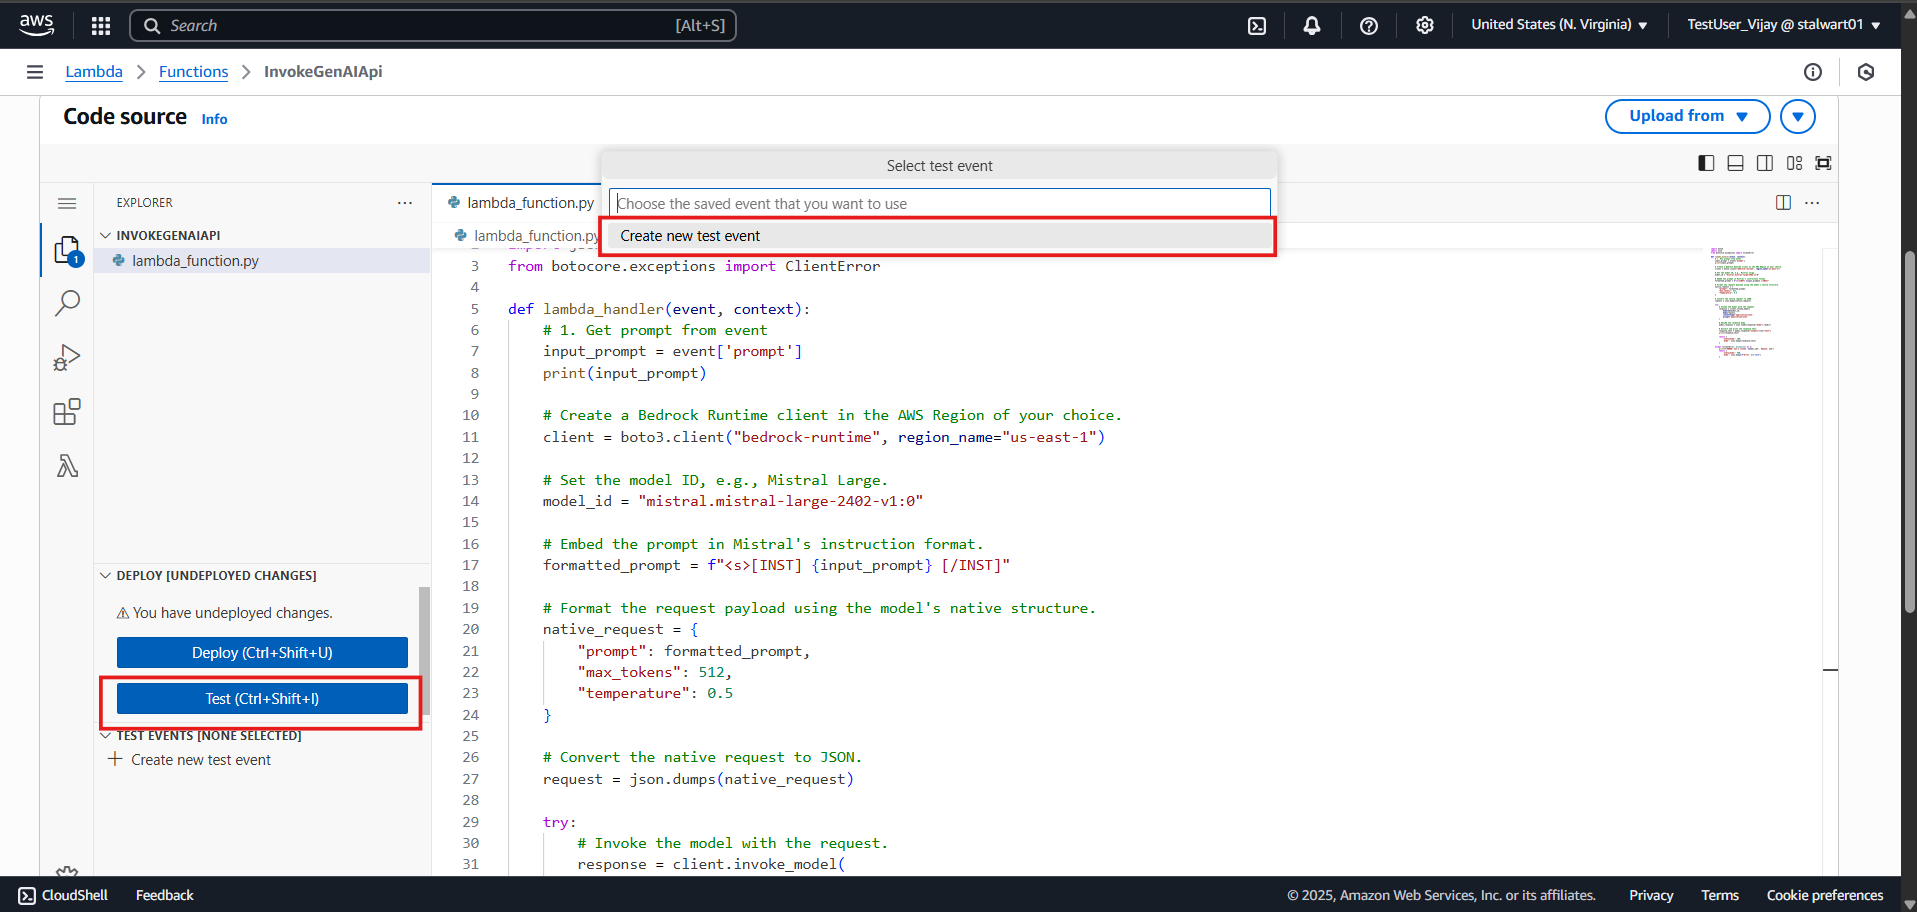 aws
Search
[Alt+S]
United States (N. Virginia)
TestUser_Vijay @ stalwart01
Lambda
Functions
InvokeGenAIApi
Code source
Info
Upload from
Select test event
Choose the saved event that you want to use
Create new test event
EXPLORER
INVOKEGENAIAPI
lambda_function.py
1
DEPLOY [UNDEPLOYED CHANGES]
You have undeployed changes.
Deploy (Ctrl+Shift+U)
Test (Ctrl+Shift+I)
TEST EVENTS [NONE SELECTED]
Create new test event
lambda_function.py
lambda_function.py
3 from botocore.exceptions import ClientError
4
5 def lambda_handler(event, context):
6 # 1. Get prompt from event
7 input_prompt = event['prompt']
8 print(input_prompt)
9
10 # Create a Bedrock Runtime client in the AWS Region of your choice.
11 client = boto3.client("bedrock-runtime", region_name="us-east-1")
12
13 # Set the model ID, e.g., Mistral Large.
14 model_id = "mistral.mistral-large-2402-v1:0"
15
16 # Embed the prompt in Mistral's instruction format.
17 formatted_prompt = f"<s>[INST] {input_prompt} [/INST]"
18
19 # Format the request payload using the model's native structure.
20 native_request = {
21 "prompt": formatted_prompt,
22 "max_tokens": 512,
23 "temperature": 0.5
24 }
25
26 # Convert the native request to JSON.
27 request = json.dumps(native_request)
28
29 try:
30 # Invoke the model with the request.
31 response = client.invoke_model(
CloudShell
Feedback
© 2025, Amazon Web Services, Inc. or its affiliates.
Privacy
Terms
Cookie preferences